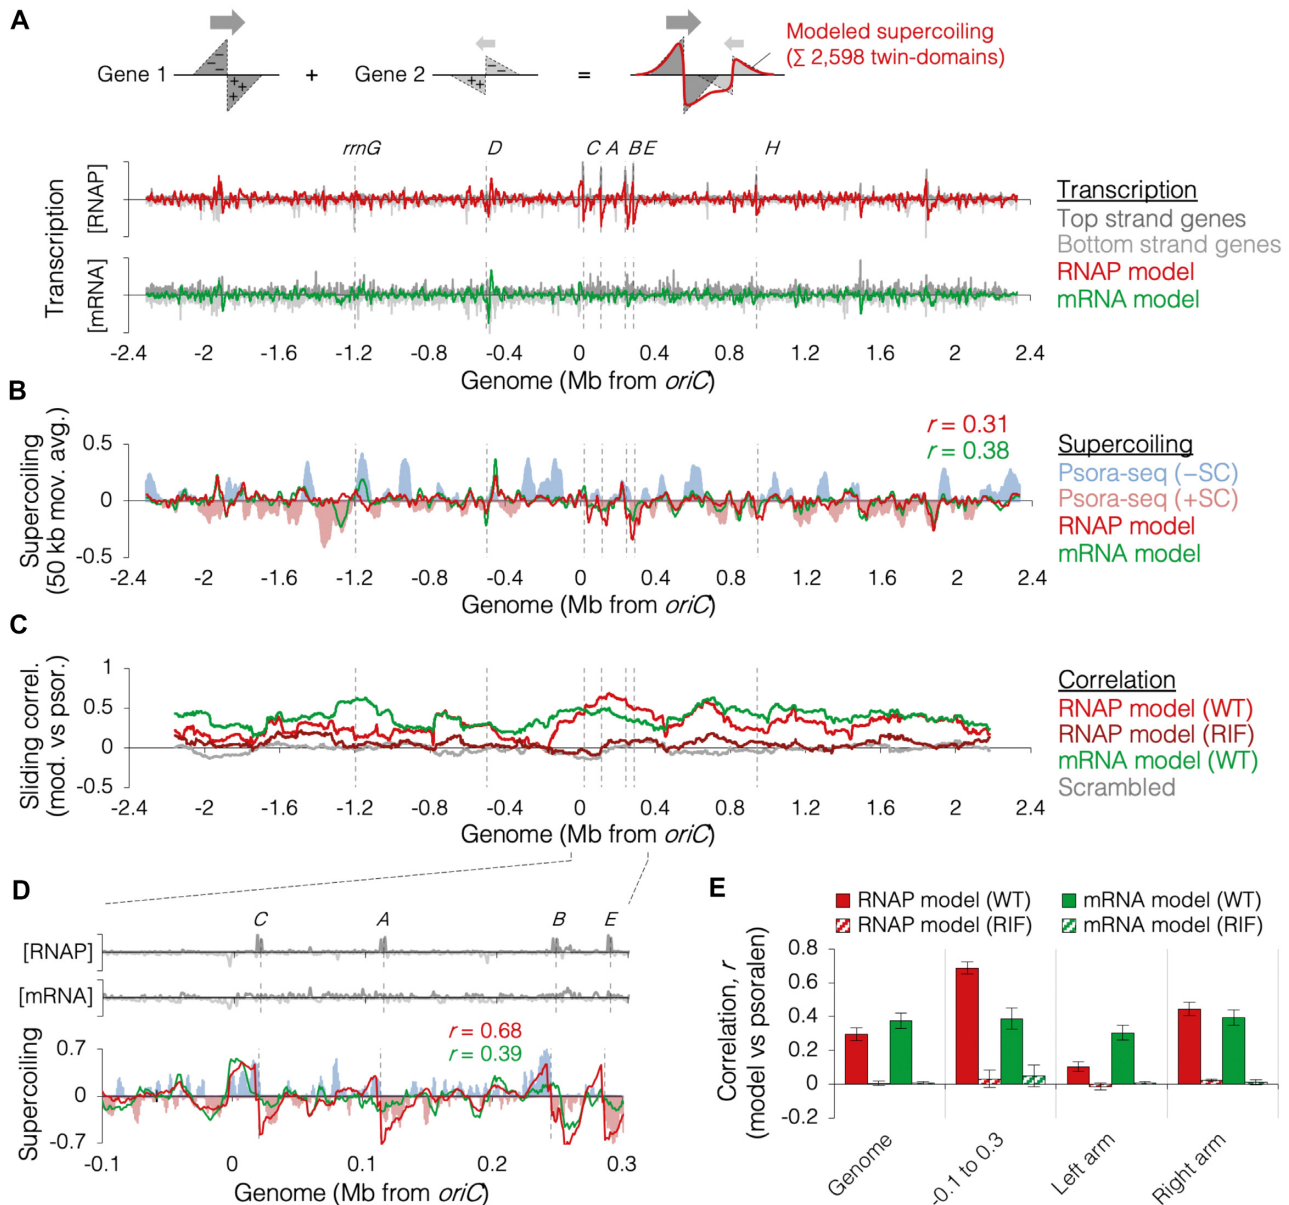 A
Gene 1
+
Gene 2
=
Modeled supercoiling
(∑ 2,598 twin-domains)
rrnG
D
C
A
B
E
H
Transcription
[RNAP]
[mRNA]
-2.4 -2 -1.6 -1.2 -0.8 -0.4 0 0.4 0.8 1.2 1.6 2 2.4
Genome (Mb from oriC)
Transcription
Top strand genes
Bottom strand genes
RNAP model
mRNA model
B
Supercoiling
(50 kb mov. avg.)
0.5
0
-0.5
r = 0.31
r = 0.38
-2.4 -2 -1.6 -1.2 -0.8 -0.4 0 0.4 0.8 1.2 1.6 2 2.4
Genome (Mb from oriC)
Supercoiling
Psora-seq (−SC)
Psora-seq (+SC)
RNAP model
mRNA model
C
Sliding correl.
(mod. vs psor.)
1
0.5
0
-0.5
-2.4 -2 -1.6 -1.2 -0.8 -0.4 0 0.4 0.8 1.2 1.6 2 2.4
Genome (Mb from oriC)
Correlation
RNAP model (WT)
RNAP model (RIF)
mRNA model (WT)
Scrambled
D
C
A
B
E
[RNAP]
[mRNA]
Supercoiling
0.7
0
-0.7
r = 0.68
r = 0.39
-0.1 0 0.1 0.2 0.3
Genome (Mb from oriC)
E
RNAP model (WT)
RNAP model (RIF)
mRNA model (WT)
mRNA model (RIF)
Correlation, r
(model vs psoralen)
0.8
0.6
0.4
0.2
0
-0.2
Genome
-0.1 to 0.3
Left arm
Right arm